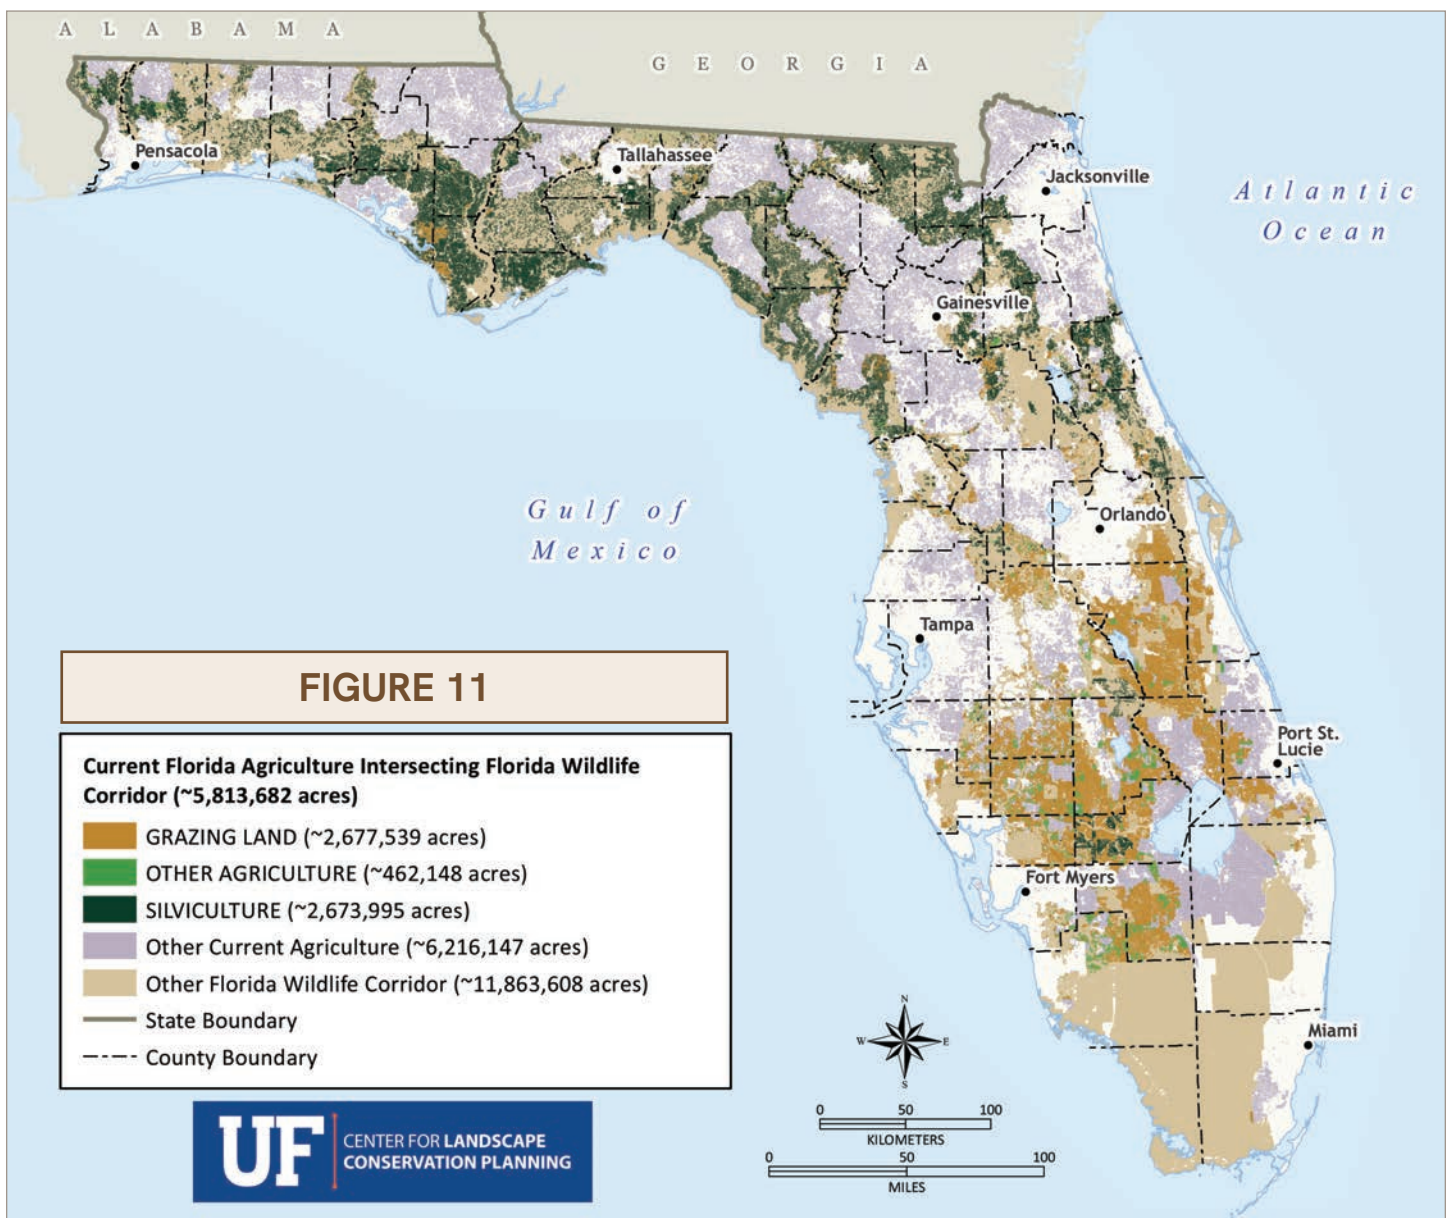 A L A B A M A
G E O R G I A
Pensacola
Tallahassee
Jacksonville
Atlantic
Ocean
Gainesville
Gulf of
Mexico
Orlando
Tampa
FIGURE 11
Port St.
Lucie
Current Florida Agriculture Intersecting Florida Wildlife
Corridor (~5,813,682 acres)
GRAZING LAND (~2,677,539 acres)
OTHER AGRICULTURE (~462,148 acres)
SILVICULTURE (~2,673,995 acres)
Other Current Agriculture (~6,216,147 acres)
Other Florida Wildlife Corridor (~11,863,608 acres)
State Boundary
County Boundary
Fort Myers
Miami
N
W E
S
0 50 100
KILOMETERS
0 50 100
MILES
UF
CENTER FOR LANDSCAPE
CONSERVATION PLANNING